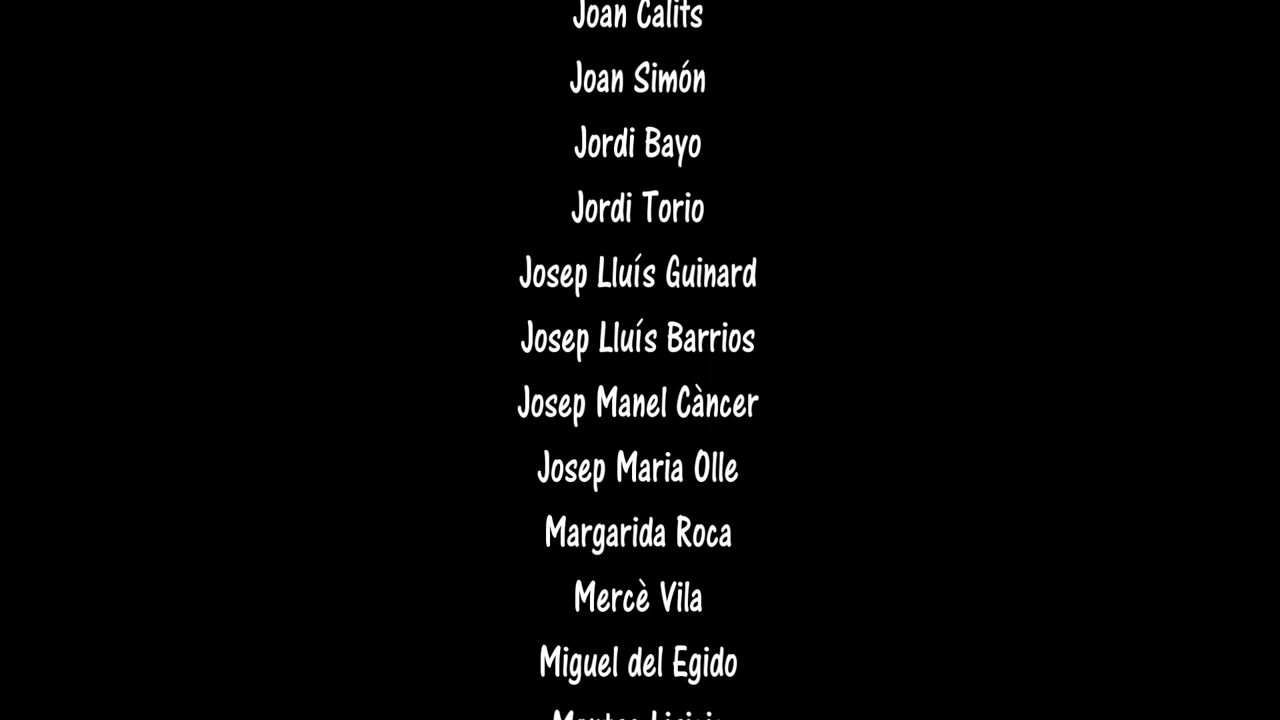 Joan Calits
Joan Simón
Jordi Bayo
Jordi Torio
Josep Lluís Guinard
Josep Lluís Barrios
Josep Manel Càncer
Josep Maria Olle
Margarida Roca
Mercè Vila
Miguel del Egido